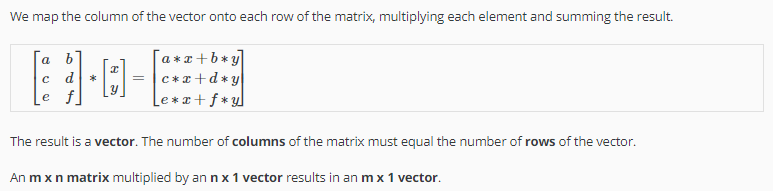 We map the column of the vector onto each row of the matrix, multiplying each element and summing the result.
[a b; c d; e f] * [x; y] = [a * x + b * y; c * x + d * y; e * x + f * y]
The result is a vector. The number of columns of the matrix must equal the number of rows of the vector.
An m x n matrix multiplied by an n x 1 vector results in an m x 1 vector.